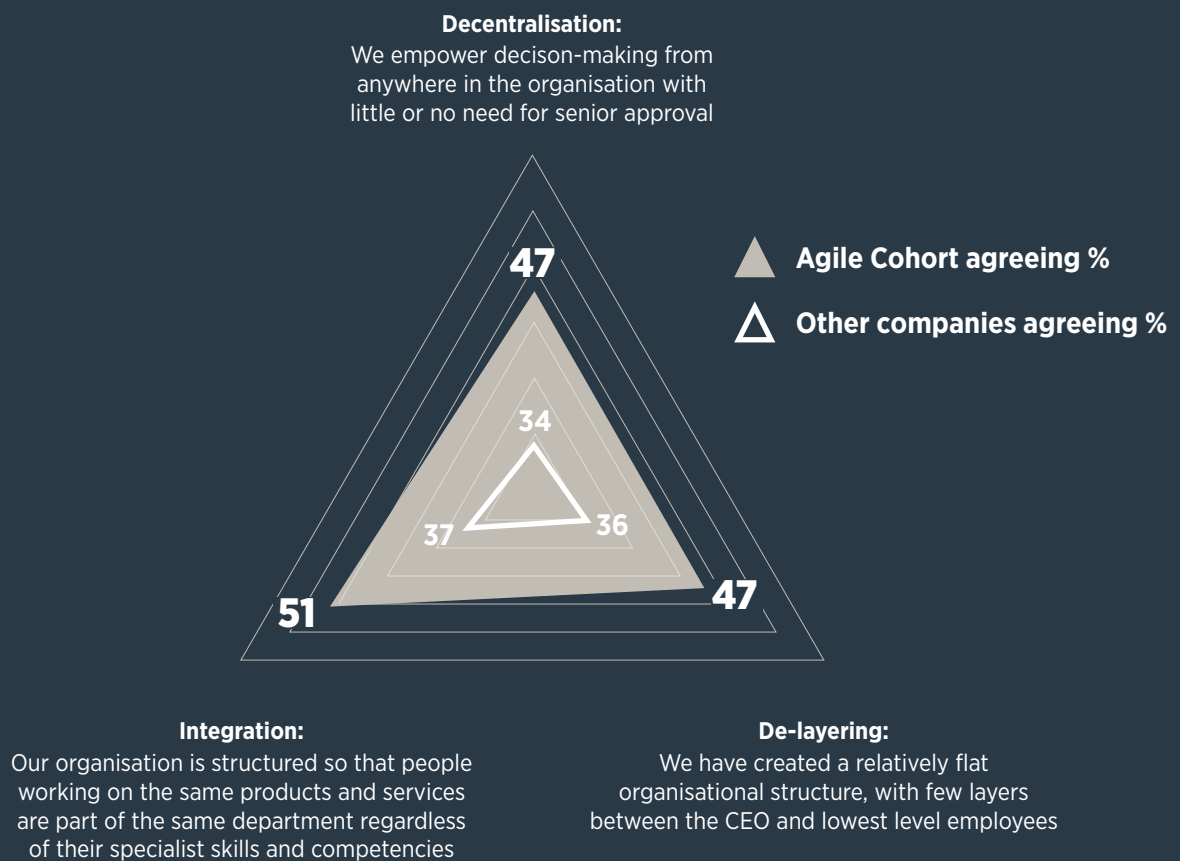 Decentralisation:
We empower decison-making from
anywhere in the organisation with
little or no need for senior approval
47
Agile Cohort agreeing %
Other companies agreeing %
34
37
36
51
47
Integration:
Our organisation is structured so that people
working on the same products and services
are part of the same department regardless
of their specialist skills and competencies
De-layering:
We have created a relatively flat
organisational structure, with few layers
between the CEO and lowest level employees